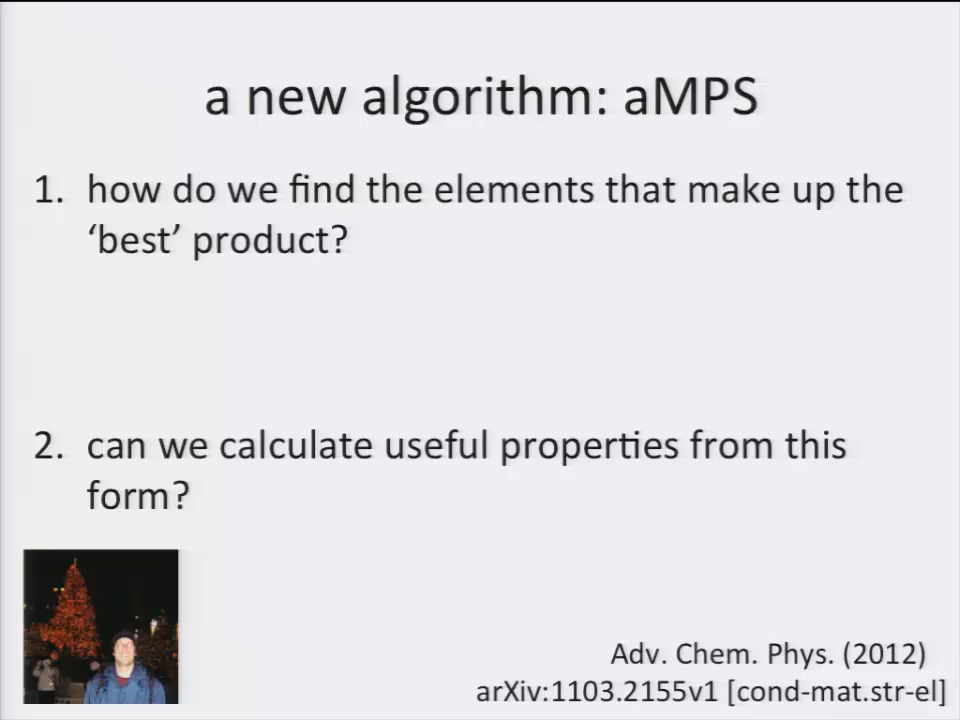 a new algorithm: aMPS
1. how do we find the elements that make up the
‘best’ product?
2. can we calculate useful properties from this
form?
Adv. Chem. Phys. (2012)
arXiv:1103.2155v1 [cond-mat.str-el]